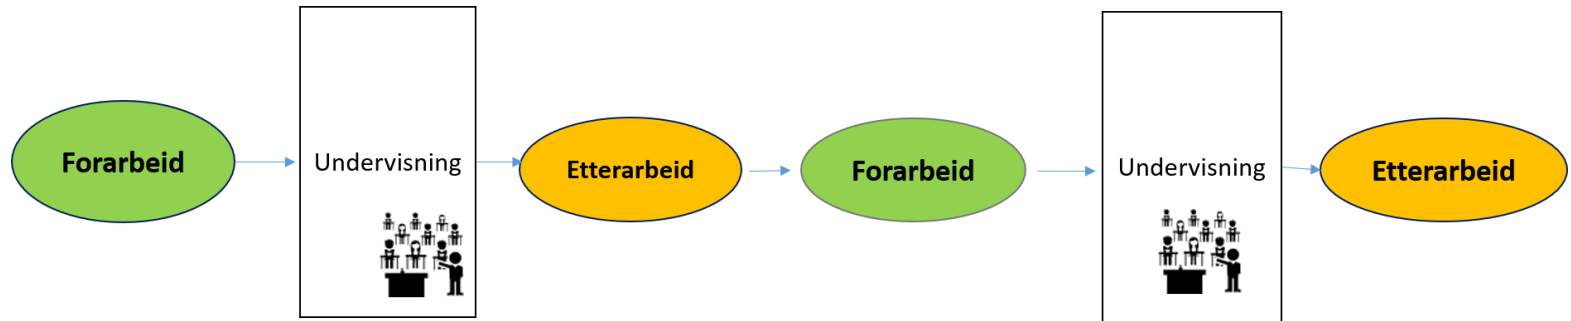 Forarbeid
Undervisning
Etterarbeid
Forarbeid
Undervisning
Etterarbeid